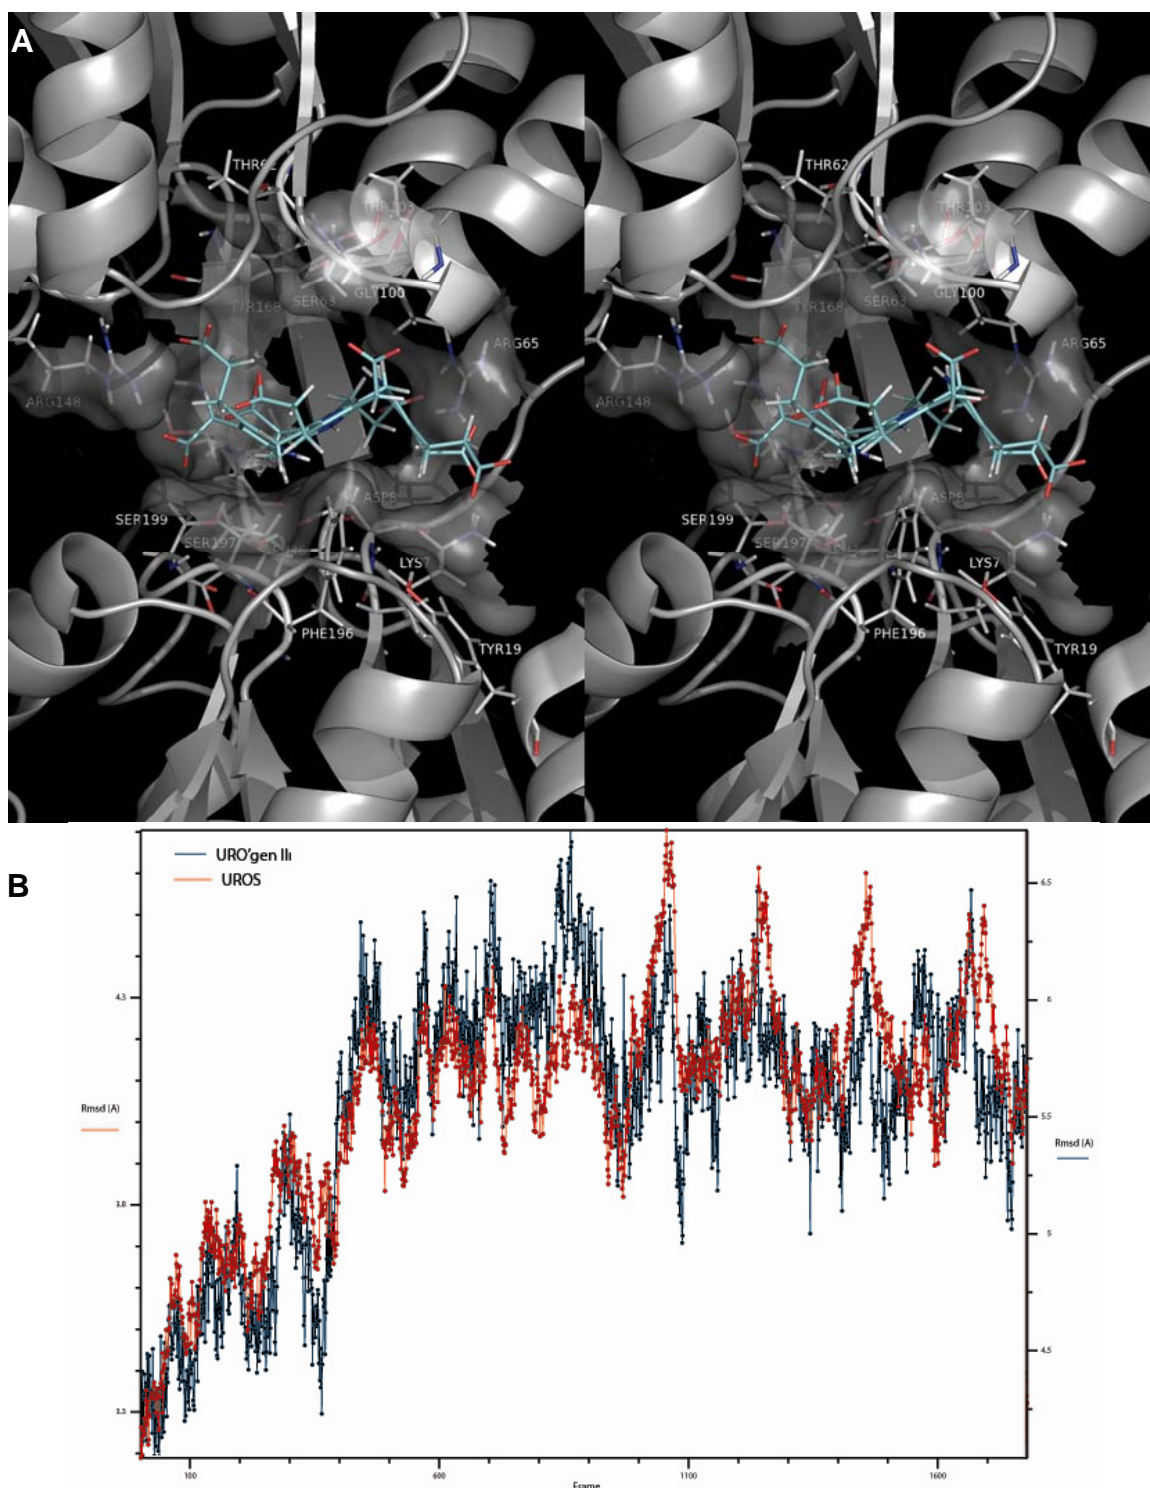 A
THR62 THR62
THR103 THR103
TYR168 SER63 GLY100 TYR168 SER63 GLY100
ARG65 ARG65
ARG148 ARG148
ASP8 ASP8
SER199 SER199
SER197 SER197
LYS7 LYS7
PHE196 PHE196
TYR19 TYR19
B
URO'gen III
UROS
6.5
4.3
6
Rmsd (A)
5.5
Rmsd (A)
3.8
5
4.5
3.3
100 600 1100 1600
Frame